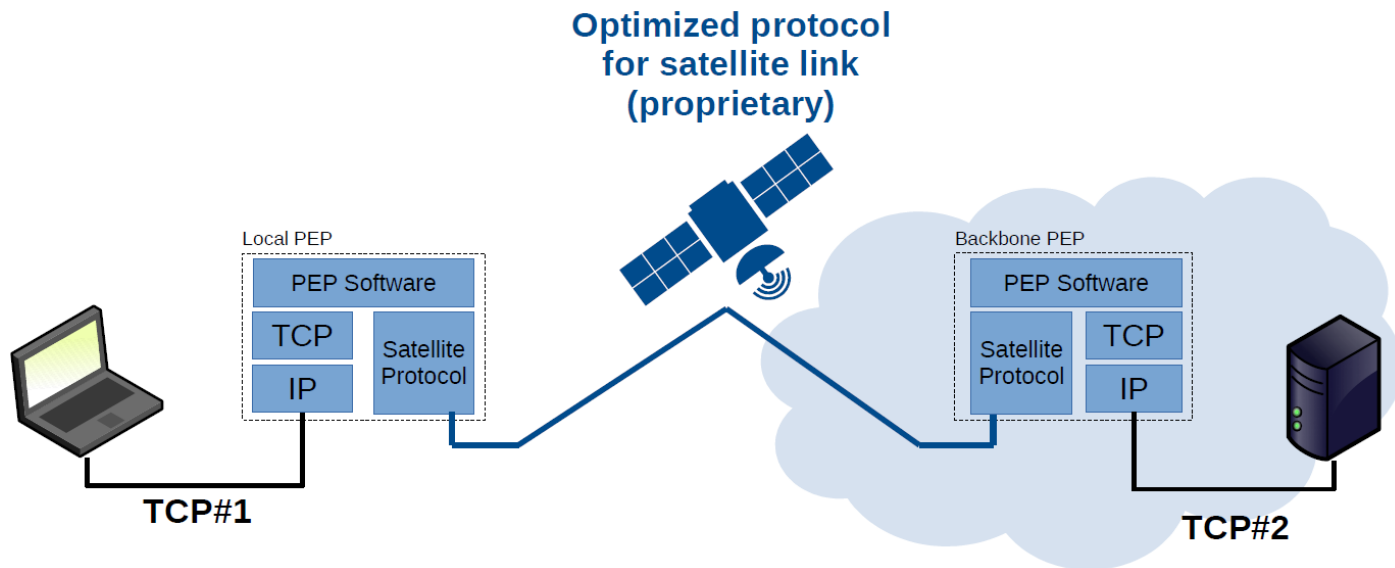 Optimized protocol
for satellite link
(proprietary)
Local PEP
PEP Software
TCP
IP
Satellite
Protocol
TCP#1
Backbone PEP
PEP Software
Satellite
Protocol
TCP
IP
TCP#2